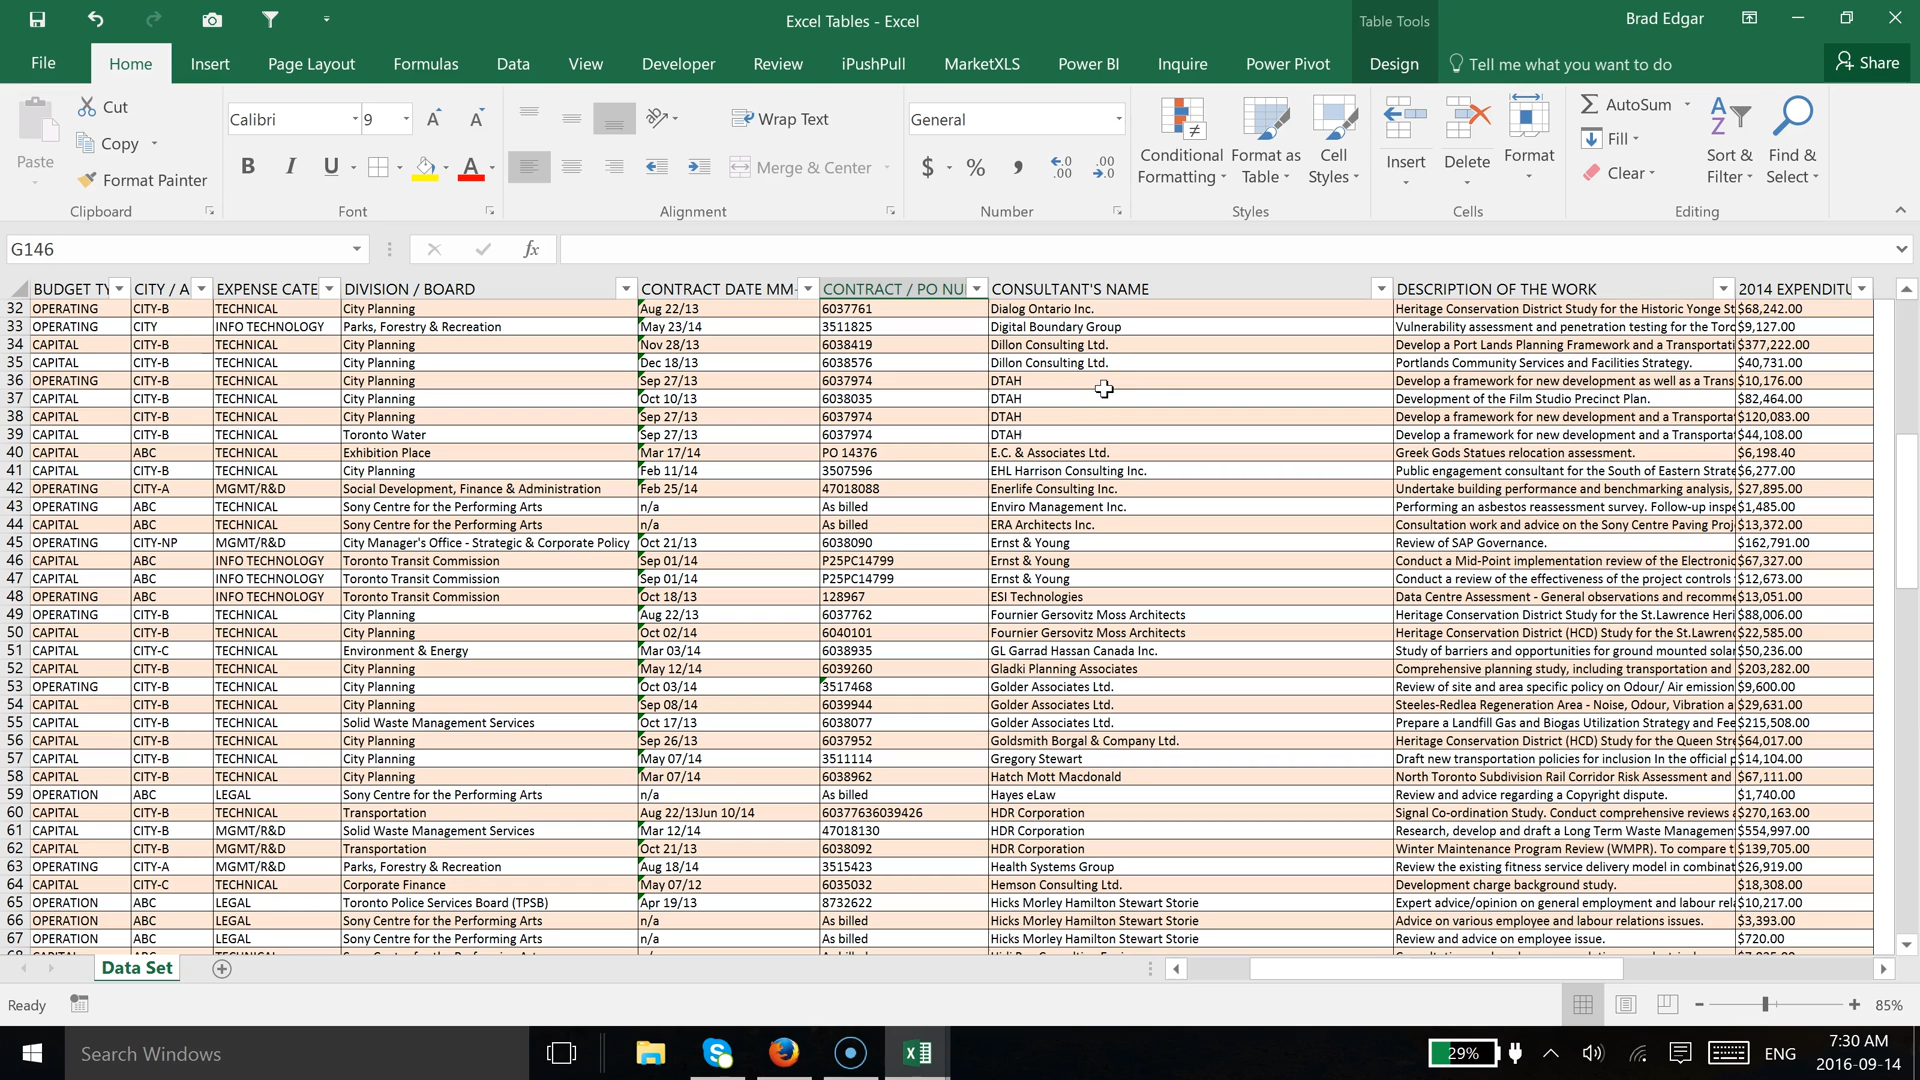 Excel Tables - Excel
Table Tools
Brad Edgar
File Home Insert Page Layout Formulas Data View Developer Review iPushPull MarketXLS Power BI Inquire Power Pivot Design Tell me what you want to do Share
Paste
Cut
Copy
Format Painter
Clipboard
Calibri 9
B I U A
Font
Wrap Text
Merge & Center
Alignment
General
$ % ,
Number
Conditional Formatting
Format as Table
Cell Styles
Styles
Insert Delete Format
Cells
AutoSum
Fill
Clear
Sort & Filter
Find & Select
Editing
G146 fx
BUDGET TY CITY / A EXPENSE CATE DIVISION / BOARD CONTRACT DATE MM- CONTRACT / PO NU CONSULTANT'S NAME DESCRIPTION OF THE WORK 2014 EXPENDITU
32 OPERATING CITY-B TECHNICAL City Planning Aug 22/13 6037761 Dialog Ontario Inc. Heritage Conservation District Study for the Historic Yonge St $68,242.00
33 OPERATING CITY INFO TECHNOLOGY Parks, Forestry & Recreation May 23/14 3511825 Digital Boundary Group Vulnerability assessment and penetration testing for the Toro $9,127.00
34 CAPITAL CITY-B TECHNICAL City Planning Nov 28/13 6038419 Dillon Consulting Ltd. Develop a Port Lands Planning Framework and a Transportati $377,222.00
35 CAPITAL CITY-B TECHNICAL City Planning Dec 18/13 6038576 Dillon Consulting Ltd. Portlands Community Services and Facilities Strategy. $40,731.00
36 OPERATING CITY-B TECHNICAL City Planning Sep 27/13 6037974 DTAH Develop a framework for new development as well as a Trans $10,176.00
37 CAPITAL CITY-B TECHNICAL City Planning Oct 10/13 6038035 DTAH Development of the Film Studio Precinct Plan. $82,464.00
38 CAPITAL CITY-B TECHNICAL City Planning Sep 27/13 6037974 DTAH Develop a framework for new development and a Transporta $120,083.00
39 CAPITAL CITY-B TECHNICAL Toronto Water Sep 27/13 6037974 DTAH Develop a framework for new development and a Transporta $44,108.00
40 CAPITAL ABC TECHNICAL Exhibition Place Mar 17/14 PO 14376 E.C. & Associates Ltd. Greek Gods Statues relocation assessment. $6,198.40
41 CAPITAL CITY-B TECHNICAL City Planning Feb 11/14 3507596 EHL Harrison Consulting Inc. Public engagement consultant for the South of Eastern Strate $6,277.00
42 OPERATING CITY-A MGMT/R&D Social Development, Finance & Administration Feb 25/14 47018088 Enerlife Consulting Inc. Undertake building performance and benchmarking analysis, $27,895.00
43 OPERATING ABC TECHNICAL Sony Centre for the Performing Arts n/a As billed Enviro Management Inc. Performing an asbestos reassessment survey. Follow-up inspe $1,485.00
44 CAPITAL ABC TECHNICAL Sony Centre for the Performing Arts n/a As billed ERA Architects Inc. Consultation work and advice on the Sony Centre Paving Proj $13,372.00
45 OPERATING CITY-NP MGMT/R&D City Manager's Office - Strategic & Corporate Policy Oct 21/13 6038090 Ernst & Young Review of SAP Governance. $162,791.00
46 CAPITAL ABC INFO TECHNOLOGY Toronto Transit Commission Sep 01/14 P25PC14799 Ernst & Young Conduct a Mid-Point implementation review of the Electronic $67,327.00
47 CAPITAL ABC INFO TECHNOLOGY Toronto Transit Commission Sep 01/14 P25PC14799 Ernst & Young Conduct a review of the effectiveness of the project controls $12,673.00
48 OPERATING ABC INFO TECHNOLOGY Toronto Transit Commission Oct 18/13 128967 ESI Technologies Data Centre Assessment - General observations and recomme $13,051.00
49 OPERATING CITY-B TECHNICAL City Planning Aug 22/13 6037762 Fournier Gersovitz Moss Architects Heritage Conservation District Study for the St.Lawrence Heri $88,006.00
50 CAPITAL CITY-B TECHNICAL City Planning Oct 02/14 6040101 Fournier Gersovitz Moss Architects Heritage Conservation District (HCD) Study for the St.Lawrenc $22,585.00
51 CAPITAL CITY-C TECHNICAL Environment & Energy Mar 03/14 6038935 GL Garrad Hassan Canada Inc. Study of barriers and opportunities for ground mounted solar $50,236.00
52 CAPITAL CITY-B TECHNICAL City Planning May 12/14 6039260 Gladki Planning Associates Comprehensive planning study, including transportation and $203,282.00
53 OPERATING CITY-B TECHNICAL City Planning Oct 03/14 3517468 Golder Associates Ltd. Review of site and area specific policy on Odour/ Air emission $9,600.00
54 CAPITAL CITY-B TECHNICAL City Planning Sep 08/14 6039944 Golder Associates Ltd. Steeles-Redlea Regeneration Area - Noise, Odour, Vibration a $29,631.00
55 CAPITAL CITY-B TECHNICAL Solid Waste Management Services Oct 17/13 6038077 Golder Associates Ltd. Prepare a Landfill Gas and Biogas Utilization Strategy and Fee $215,508.00
56 CAPITAL CITY-B TECHNICAL City Planning Sep 26/13 6037952 Goldsmith Borgal & Company Ltd. Heritage Conservation District (HCD) Study for the Queen Stre $64,017.00
57 CAPITAL CITY-B TECHNICAL City Planning May 07/14 3511114 Gregory Stewart Draft new transportation policies for inclusion In the official p $14,104.00
58 CAPITAL CITY-B TECHNICAL City Planning Mar 07/14 6038962 Hatch Mott Macdonald North Toronto Subdivision Rail Corridor Risk Assessment and $67,111.00
59 OPERATION ABC LEGAL Sony Centre for the Performing Arts n/a As billed Hayes eLaw Review and advice regarding a Copyright dispute. $1,740.00
60 CAPITAL CITY-B TECHNICAL Transportation Aug 22/13Jun 10/14 60377636039426 HDR Corporation Signal Co-ordination Study. Conduct comprehensive reviews a $270,163.00
61 CAPITAL CITY-B MGMT/R&D Solid Waste Management Services Mar 12/14 47018130 HDR Corporation Research, develop and draft a Long Term Waste Managemen $554,997.00
62 CAPITAL CITY-B MGMT/R&D Transportation Oct 21/13 6038092 HDR Corporation Winter Maintenance Program Review (WMPR). To compare t $139,705.00
63 OPERATING CITY-A MGMT/R&D Parks, Forestry & Recreation Aug 18/14 3515423 Health Systems Group Review the existing fitness service delivery model in combinat $26,919.00
64 CAPITAL CITY-C TECHNICAL Corporate Finance May 07/12 6035032 Hemson Consulting Ltd. Development charge background study. $18,308.00
65 OPERATION ABC LEGAL Toronto Police Services Board (TPSB) Apr 19/13 8732622 Hicks Morley Hamilton Stewart Storie Expert advice/opinion on general employment and labour rela $10,217.00
66 OPERATION ABC LEGAL Sony Centre for the Performing Arts n/a As billed Hicks Morley Hamilton Stewart Storie Advice on various employee and labour relations issues. $3,393.00
67 OPERATION ABC LEGAL Sony Centre for the Performing Arts n/a As billed Hicks Morley Hamilton Stewart Storie Review and advice on employee issue. $720.00
Data Set
Ready 85%
Search Windows 29% ENG 7:30 AM
2016-09-14